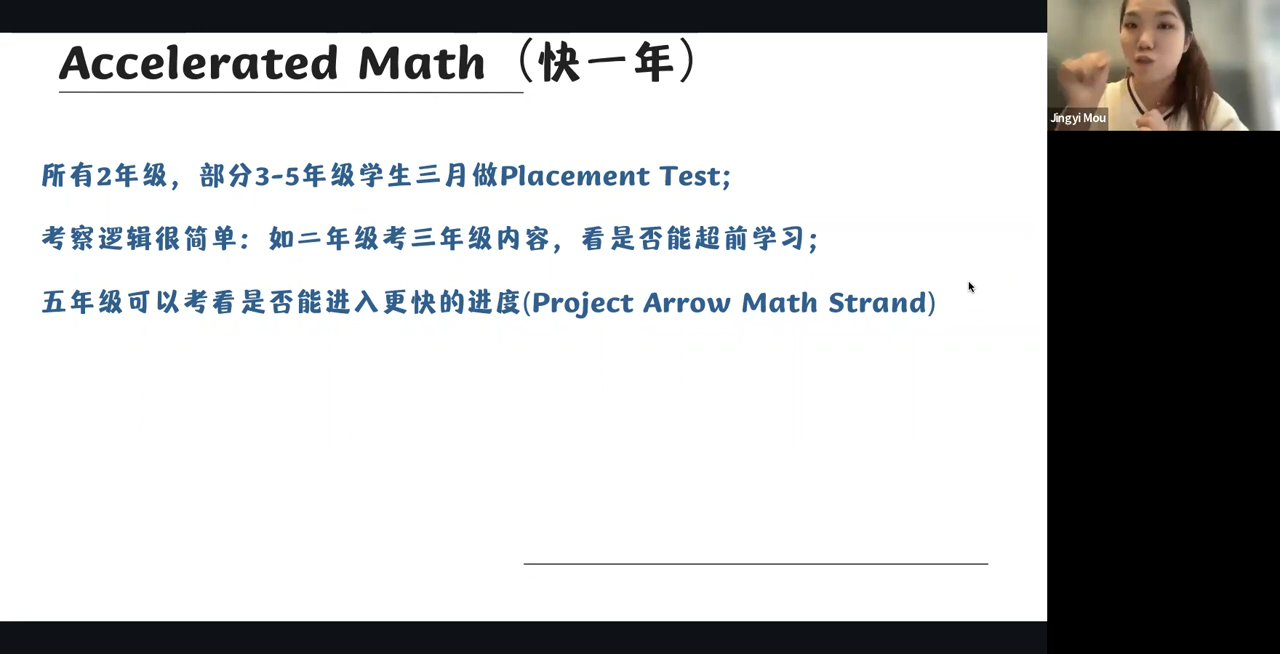 Accelerated Math（快一年）
所有2年级，部分3-5年级学生三月做Placement Test;
考察逻辑很简单：如二年级考三年级内容，看是否能超前学习；
五年级可以考看是否能进入更快的进度(Project Arrow Math Strand)
Jingyi Mou